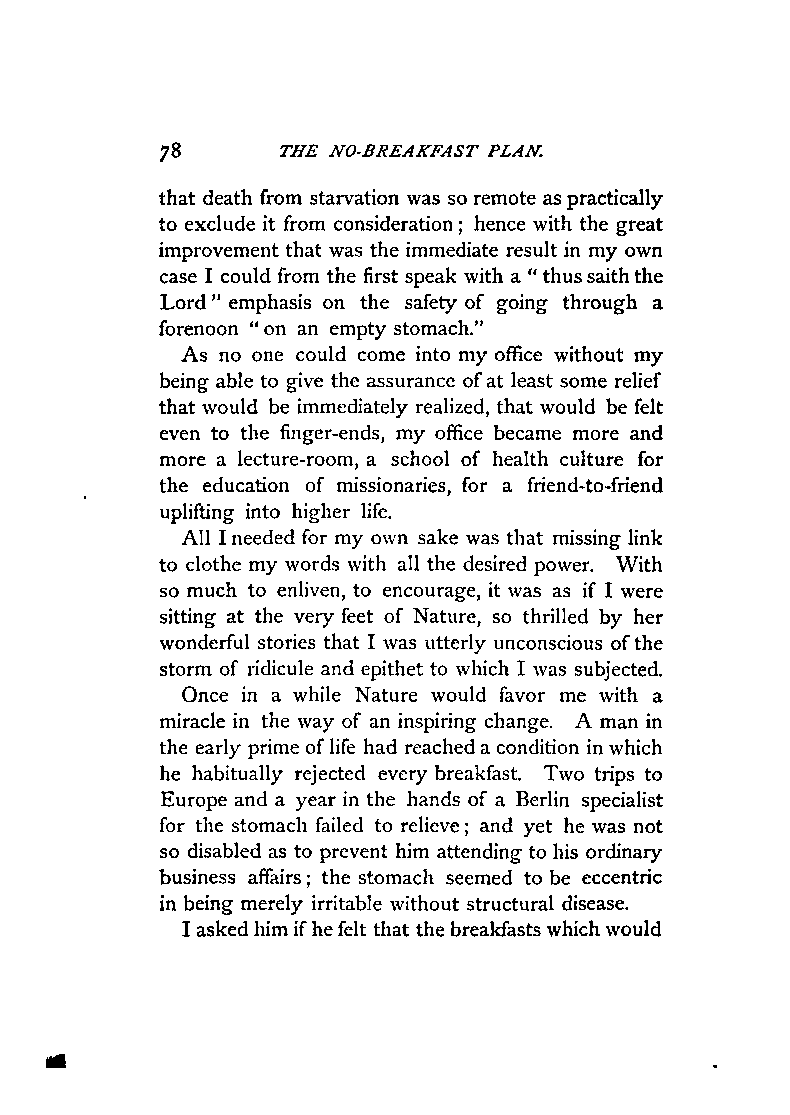 78 THE NO-BREAKFAST PLAN.
that death from starvation was so remote as practically
to exclude it from consideration ; hence with the great
improvement that was the immediate result in my own
case I could from the first speak with a “ thus saith the
Lord ” emphasis on the safety of going through a
forenoon “ on an empty stomach.”
As no one could come into my office without my
being able to give the assurance of at least some relief
that would be immediately realized, that would be felt
even to the finger-ends, my office became more and
more a lecture-room, a school of health culture for
the education of missionaries, for a friend-to-friend
uplifting into higher life.
All I needed for my own sake was that missing link
to clothe my words with all the desired power. With
so much to enliven, to encourage, it was as if I were
sitting at the very feet of Nature, so thrilled by her
wonderful stories that I was utterly unconscious of the
storm of ridicule and epithet to which I was subjected.
Once in a while Nature would favor me with a
miracle in the way of an inspiring change. A man in
the early prime of life had reached a condition in which
he habitually rejected every breakfast. Two trips to
Europe and a year in the hands of a Berlin specialist
for the stomach failed to relieve ; and yet he was not
so disabled as to prevent him attending to his ordinary
business affairs ; the stomach seemed to be eccentric
in being merely irritable without structural disease.
I asked him if he felt that the breakfasts which would